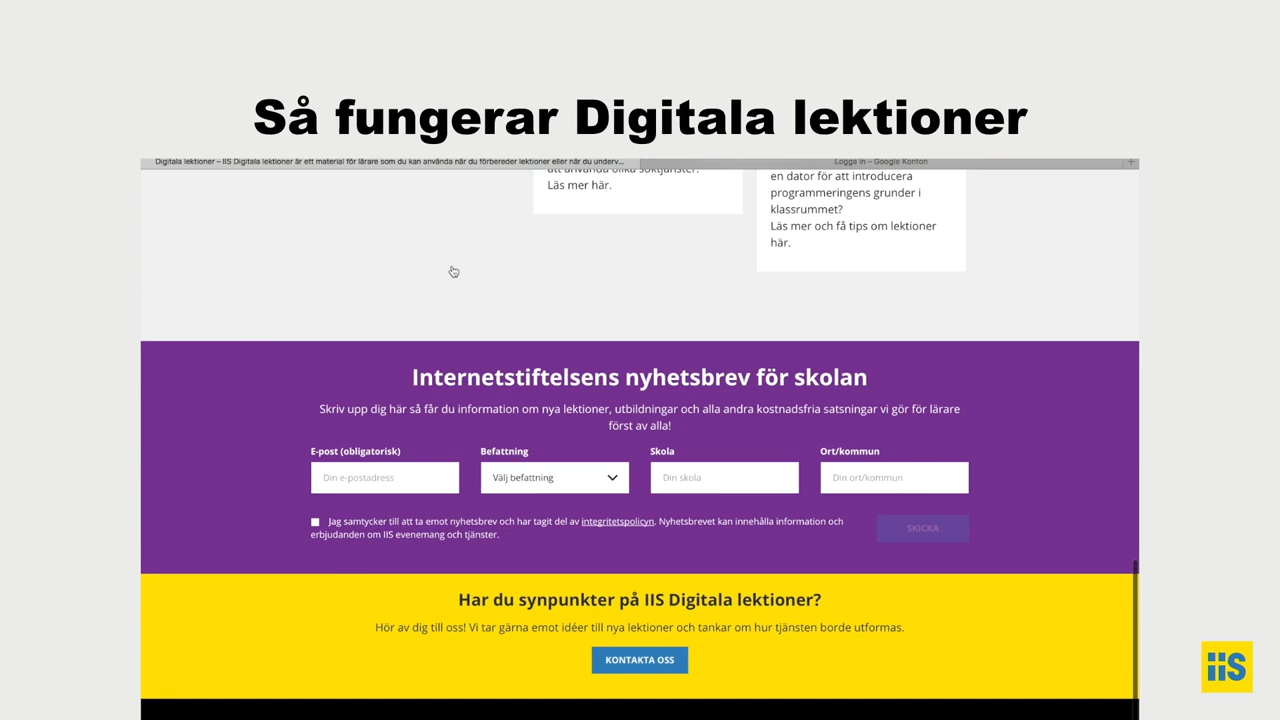 Så fungerar Digitala lektioner
Digitala lektioner – IIS Digitala lektioner är ett material för lärare som du kan använda när du förbereder lektioner eller när du underv...
Logga in – Google Konton
att använda olika söktjänster.
Läs mer här.
en dator för att introducera
programmeringens grunder i
klassrummet?
Läs mer och få tips om lektioner
här.
Internetstiftelsens nyhetsbrev för skolan
Skriv upp dig här så får du information om nya lektioner, utbildningar och alla andra kostnadsfria satsningar vi gör för lärare
först av alla!
E-post (obligatorisk)
Befattning
Skola
Ort/kommun
Din e-postadress
Välj befattning
Din skola
Din ort/kommun
Jag samtycker till att ta emot nyhetsbrev och har tagit del av integritetspolicyn. Nyhetsbrevet kan innehålla information och
erbjudanden om IIS evenemang och tjänster.
SKICKA
Har du synpunkter på IIS Digitala lektioner?
Hör av dig till oss! Vi tar gärna emot idéer till nya lektioner och tankar om hur tjänsten borde utformas.
KONTAKTA OSS
iiS